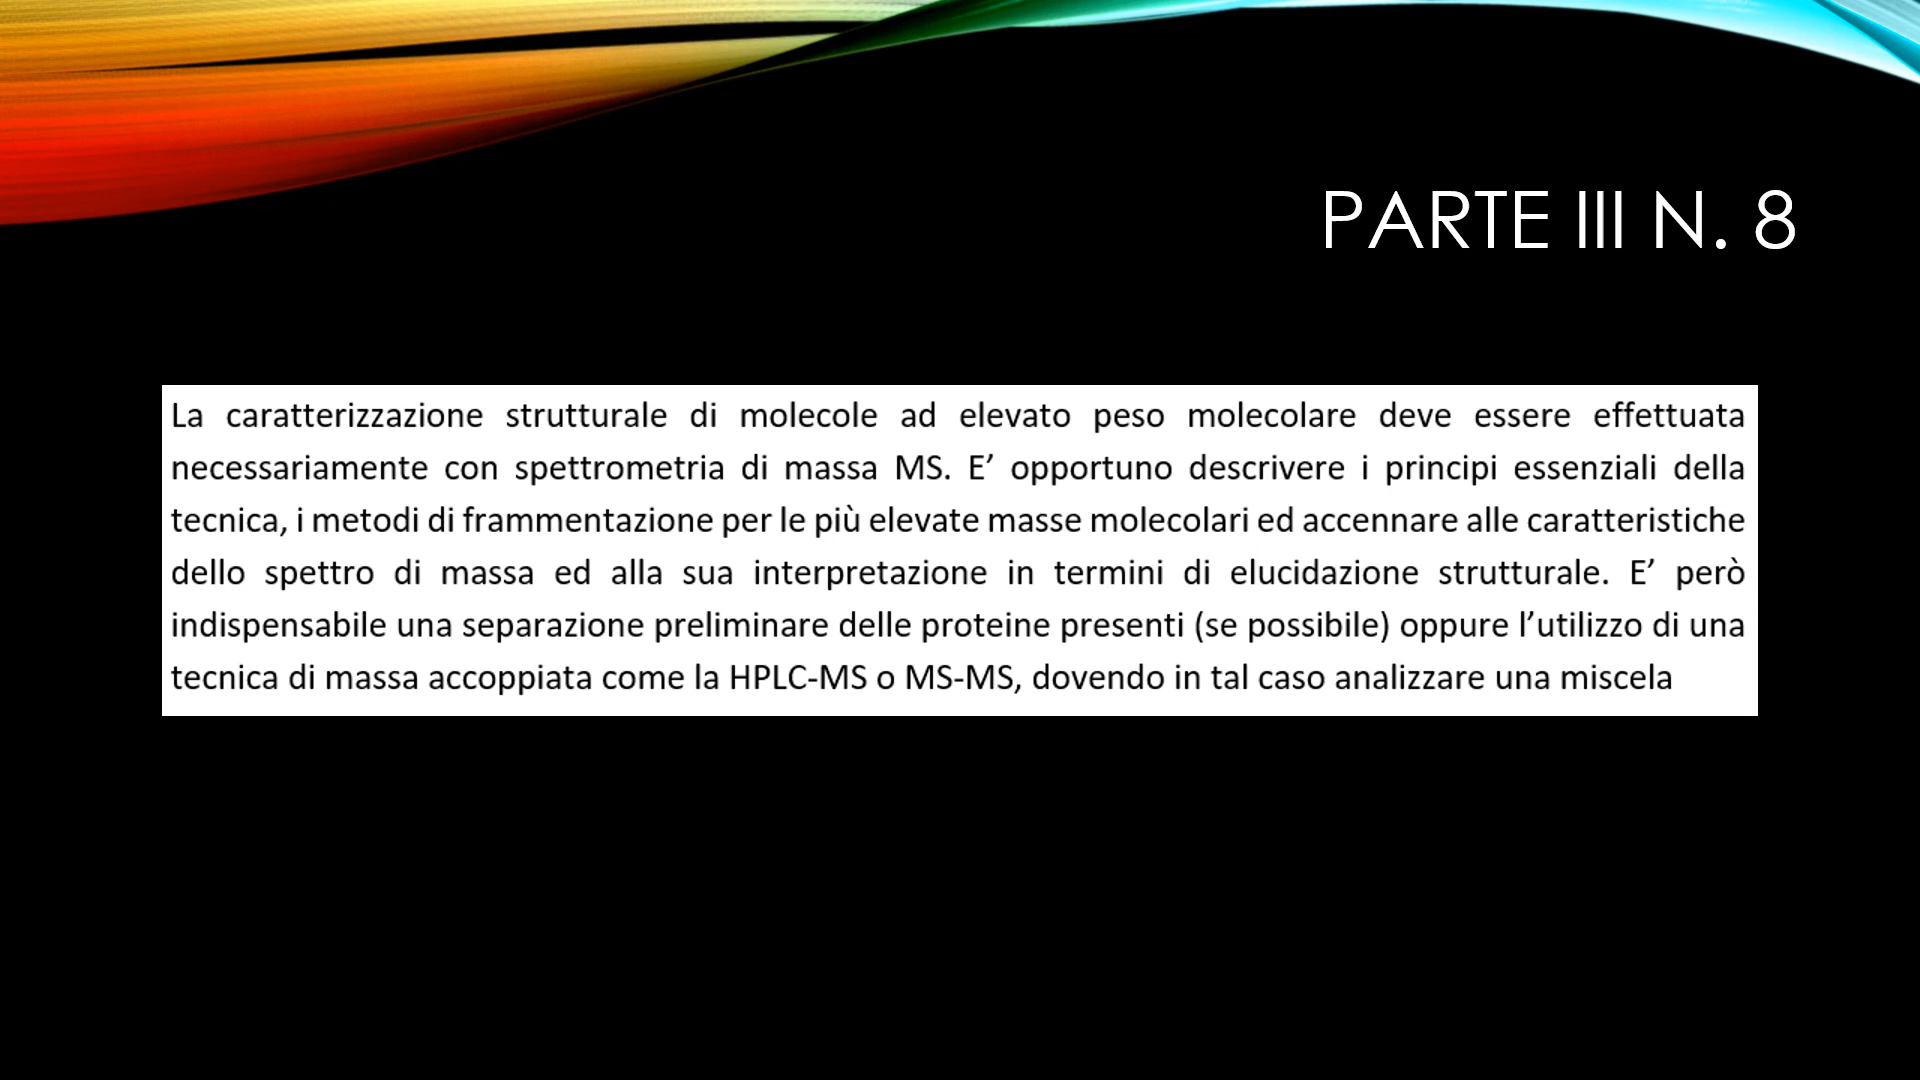 PARTE III N. 8
La caratterizzazione strutturale di molecole ad elevato peso molecolare deve essere effettuata
necessariamente con spettrometria di massa MS. E’ opportuno descrivere i principi essenziali della
tecnica, i metodi di frammentazione per le più elevate masse molecolari ed accennare alle caratteristiche
dello spettro di massa ed alla sua interpretazione in termini di elucidazione strutturale. E’ però
indispensabile una separazione preliminare delle proteine presenti (se possibile) oppure l’utilizzo di una
tecnica di massa accoppiata come la HPLC-MS o MS-MS, dovendo in tal caso analizzare una miscela